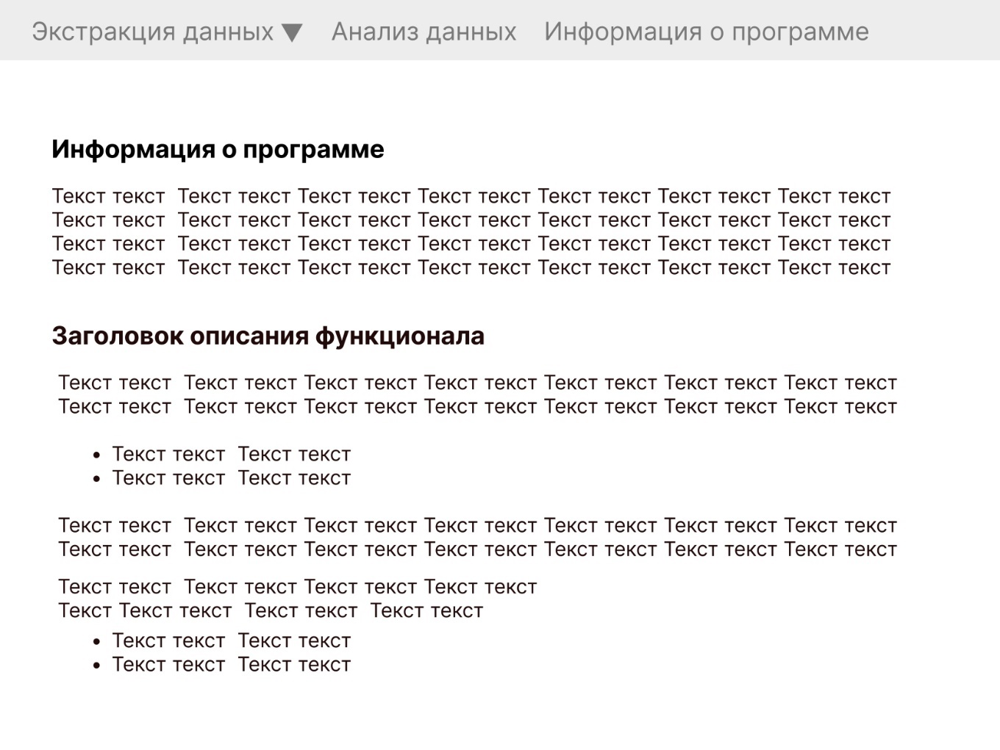 Экстракция данных ▼ Анализ данных Информация о программе
Информация о программе
Текст текст  Текст текст Текст текст Текст текст Текст текст Текст текст Текст текст
Текст текст  Текст текст Текст текст Текст текст Текст текст Текст текст Текст текст
Текст текст  Текст текст Текст текст Текст текст Текст текст Текст текст Текст текст
Текст текст  Текст текст Текст текст Текст текст Текст текст Текст текст Текст текст
Заголовок описания функционала
Текст текст  Текст текст Текст текст Текст текст Текст текст Текст текст Текст текст
Текст текст  Текст текст Текст текст Текст текст Текст текст Текст текст Текст текст
• Текст текст  Текст текст
• Текст текст  Текст текст
Текст текст  Текст текст Текст текст Текст текст Текст текст Текст текст Текст текст
Текст текст  Текст текст Текст текст Текст текст Текст текст Текст текст Текст текст
Текст текст  Текст текст Текст текст Текст текст
Текст Текст текст  Текст текст  Текст текст
• Текст текст  Текст текст
• Текст текст  Текст текст